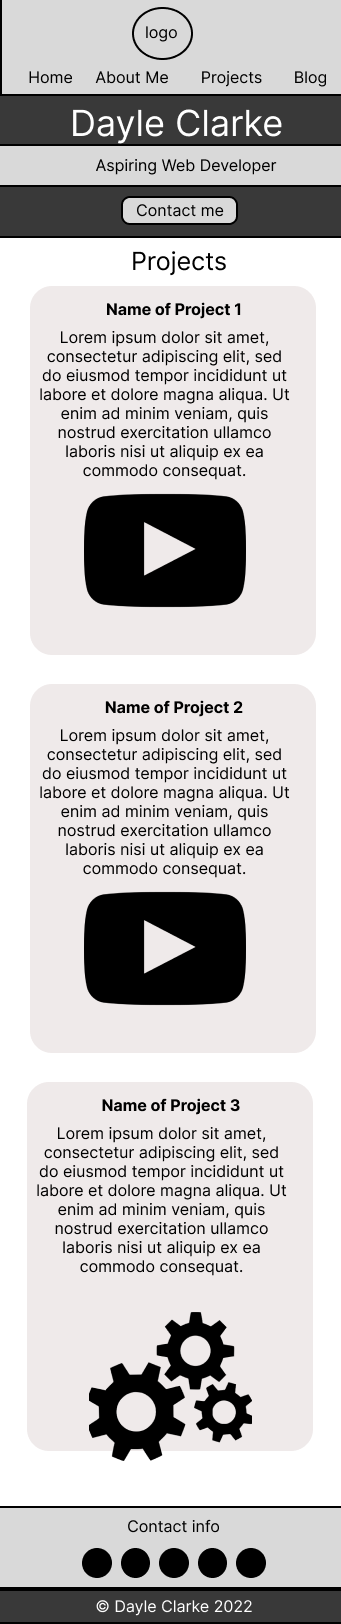 logo
Home About Me Projects Blog
Dayle Clarke
Aspiring Web Developer
Contact me
Projects
Name of Project 1
Lorem ipsum dolor sit amet,
consectetur adipiscing elit, sed
do eiusmod tempor incididunt ut
labore et dolore magna aliqua. Ut
enim ad minim veniam, quis
nostrud exercitation ullamco
laboris nisi ut aliquip ex ea
commodo consequat.
Name of Project 2
Lorem ipsum dolor sit amet,
consectetur adipiscing elit, sed
do eiusmod tempor incididunt ut
labore et dolore magna aliqua. Ut
enim ad minim veniam, quis
nostrud exercitation ullamco
laboris nisi ut aliquip ex ea
commodo consequat.
Name of Project 3
Lorem ipsum dolor sit amet,
consectetur adipiscing elit, sed
do eiusmod tempor incididunt ut
labore et dolore magna aliqua. Ut
enim ad minim veniam, quis
nostrud exercitation ullamco
laboris nisi ut aliquip ex ea
commodo consequat.
Contact info
© Dayle Clarke 2022